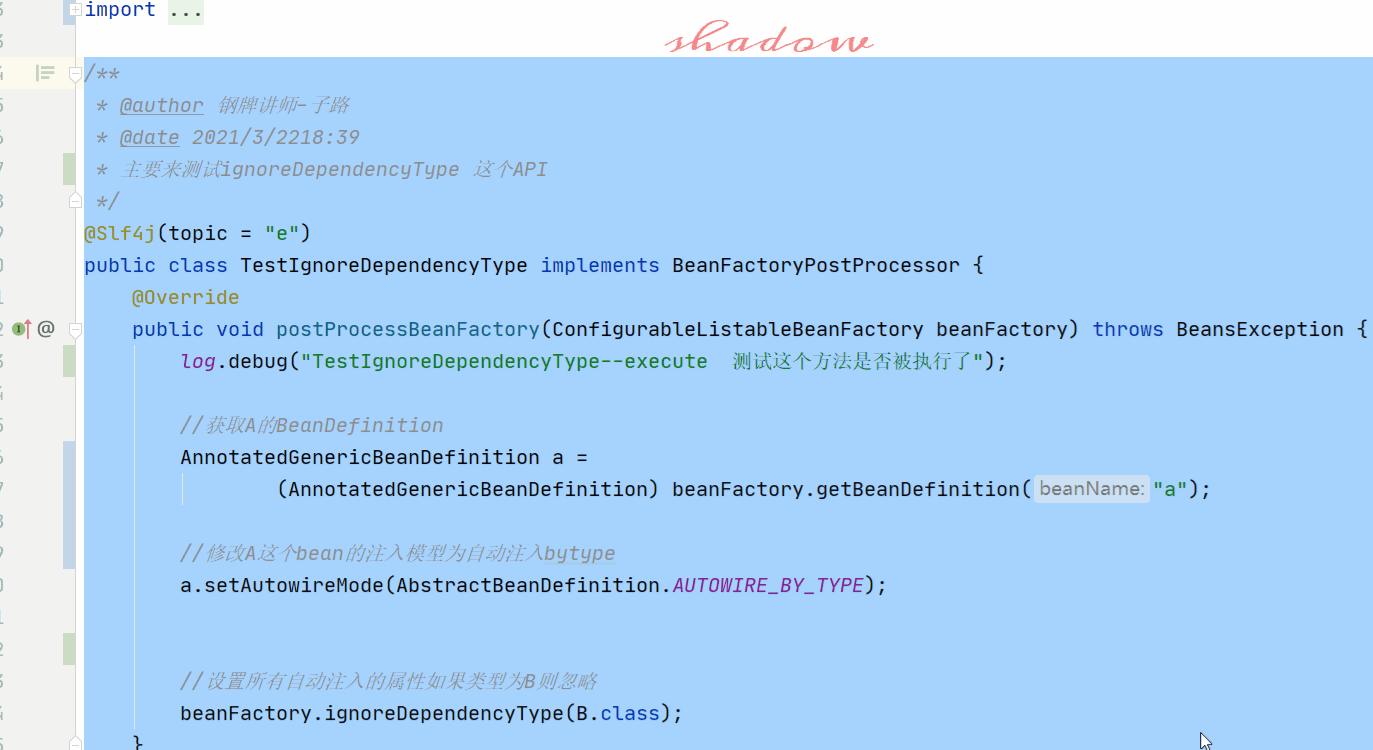 import ...
shadow
/**
* @author 钢牌讲师-子路
* @date 2021/3/2218:39
* 主要来测试ignoreDependencyType 这个API
*/
@Slf4j(topic = "e")
public class TestIgnoreDependencyType implements BeanFactoryPostProcessor {
@Override
public void postProcessBeanFactory(ConfigurableListableBeanFactory beanFactory) throws BeansException {
log.debug("TestIgnoreDependencyType--execute 测试这个方法是否被执行了");
//获取A的BeanDefinition
AnnotatedGenericBeanDefinition a =
(AnnotatedGenericBeanDefinition) beanFactory.getBeanDefinition( beanName: "a");
//修改A这个bean的注入模型为自动注入bytype
a.setAutowireMode(AbstractBeanDefinition.AUTOWIRE_BY_TYPE);
//设置所有自动注入的属性如果类型为B则忽略
beanFactory.ignoreDependencyType(B.class);
}